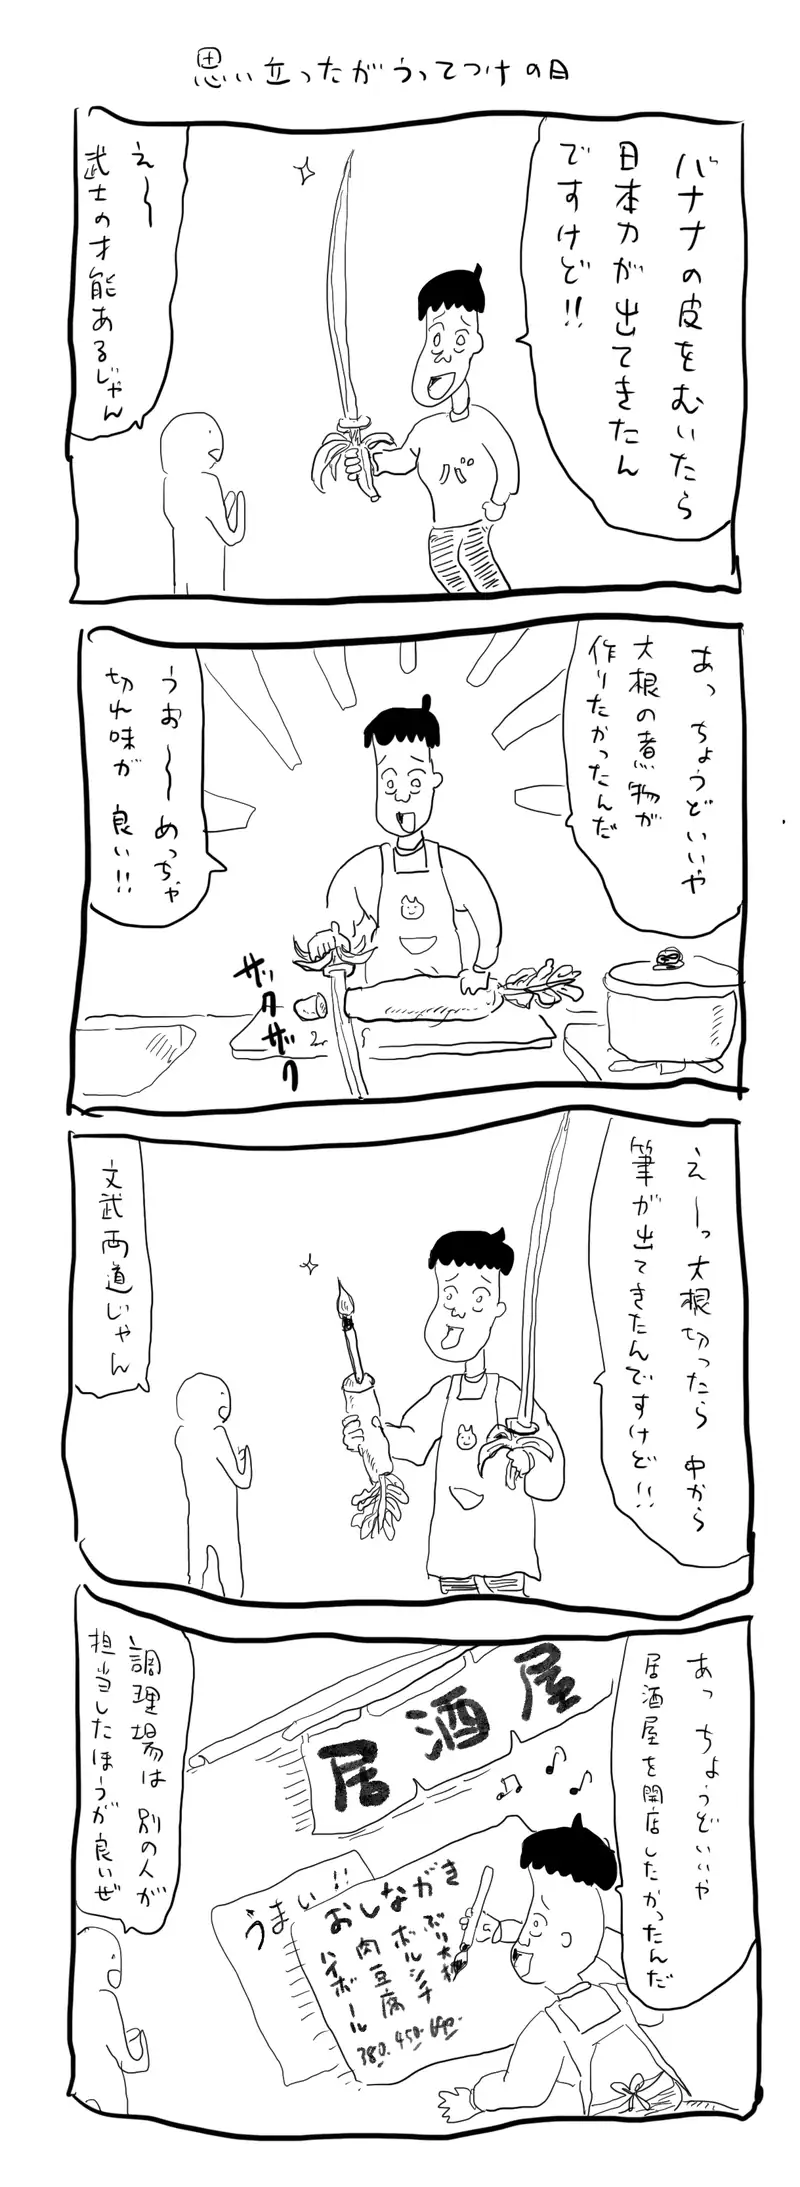 思い立ったがうってつけの日
バナナの皮をむいたら
日本刀が出てきたん
ですけど!!
え〜
武士の才能あるじゃん
バ
あっ ちょうどいいや
大根の煮物が
作りたかったんだ
うお〜〜めっちゃ
切れ味が 良い!!
ザックザック
えーっ大根切ったら 中から
筆が出てきたんですけど!!
文武両道じゃん
あっ ちょうどいいや
居酒屋を開店したかったんだ
居酒屋
調理場は 別の人が
担当したほうが良いぜ
うまい!!
おしながき
ぶり大根
ホルシチ
肉豆腐
ハイボール
380. 450